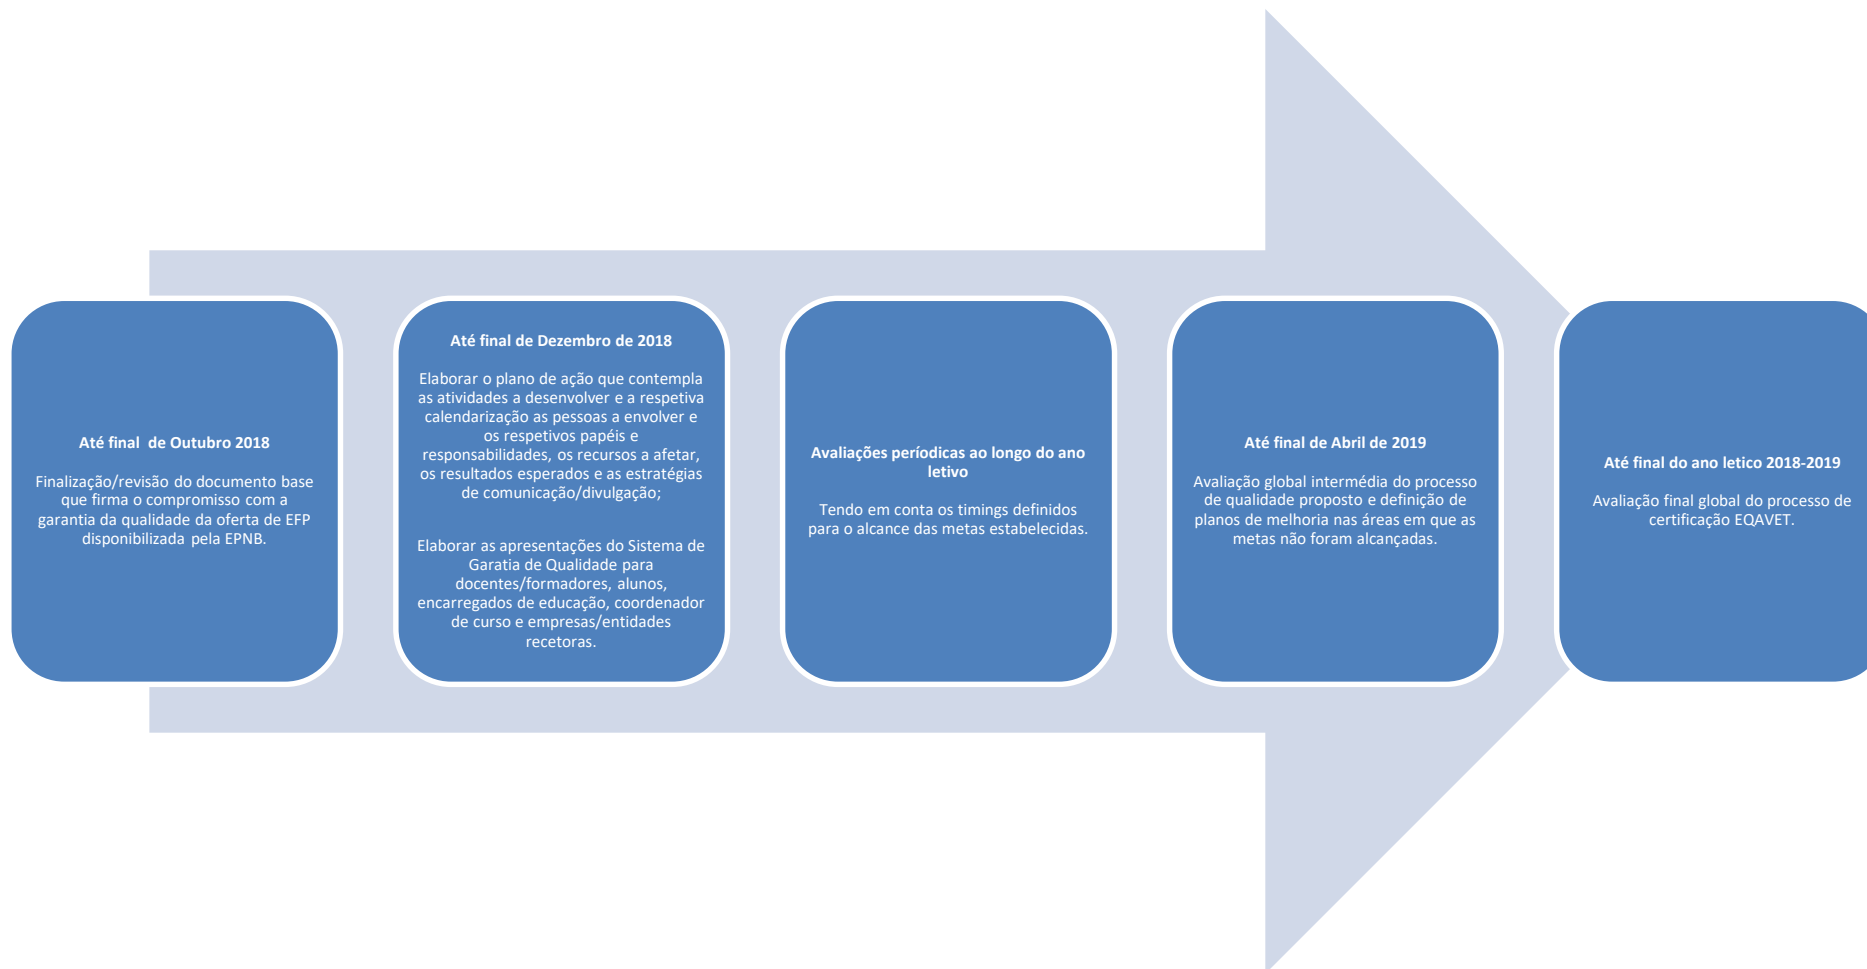 Até final  de Outubro 2018
Finalização/revisão do documento base
que firma o compromisso com a
garantia da qualidade da oferta de EFP
disponibilizada pela EPNB.
Até final de Dezembro de 2018
Elaborar o plano de ação que contempla
as atividades a desenvolver e a respetiva
calendarização as pessoas a envolver e
os respetivos papéis e
responsabilidades, os recursos a afetar,
os resultados esperados e as estratégias
de comunicação/divulgação;
Elaborar as apresentações do Sistema de
Garatia de Qualidade para
docentes/formadores, alunos,
encarregados de educação, coordenador
de curso e empresas/entidades
recetoras.
Avaliações períodicas ao longo do ano
letivo
Tendo em conta os timings definidos
para o alcance das metas estabelecidas.
Até final de Abril de 2019
Avaliação global intermédia do processo
de qualidade proposto e definição de
planos de melhoria nas áreas em que as
metas não foram alcançadas.
Até final do ano letico 2018-2019
Avaliação final global do processo de
certificação EQAVET.